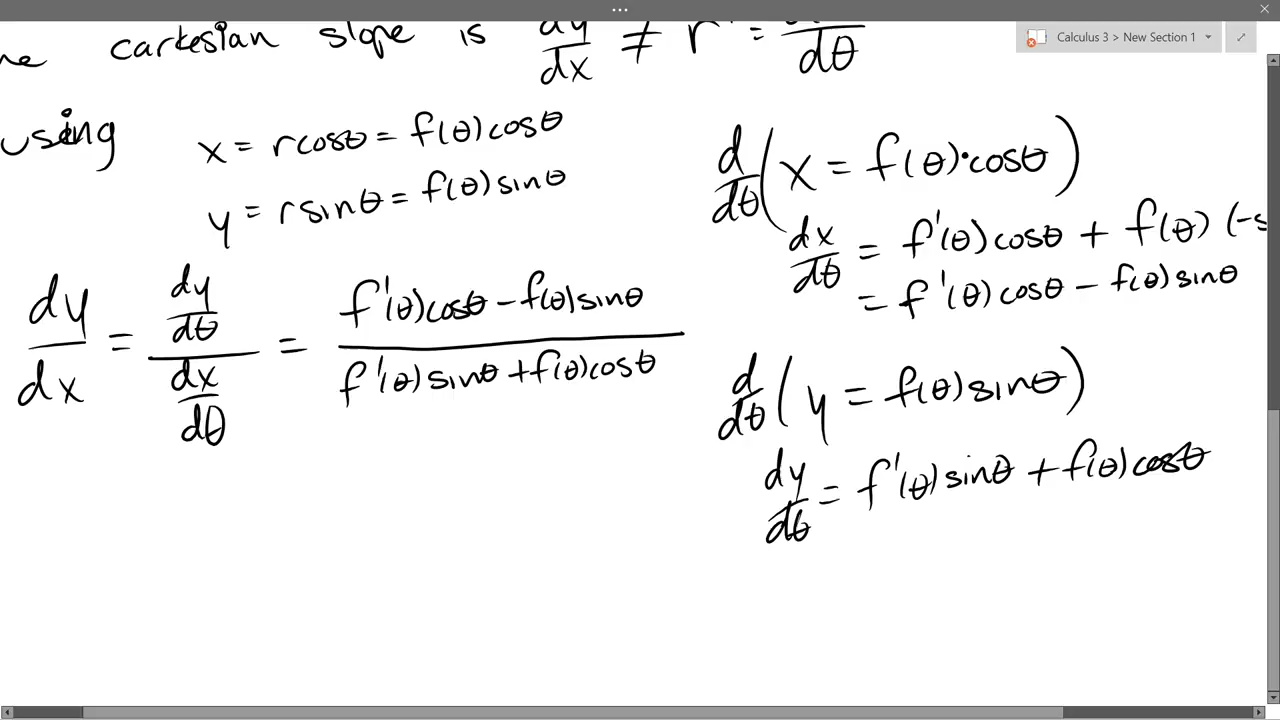 Calculus 3 > New Section 1
cartesian slope is dy/dx ≠ r' = /dθ
using
x = rcosθ = f(θ)cosθ
y = rsinθ = f(θ)sinθ
dy/dx = (dy/dθ)/(dx/dθ) = (f'(θ)cosθ - f(θ)sinθ)/(f'(θ)sinθ + f(θ)cosθ)
d/dθ (x = f(θ)·cosθ)
dx/dθ = f'(θ)cosθ + f(θ)(-s
= f'(θ)cosθ - f(θ)sinθ
d/dθ (y = f(θ)sinθ)
dy/dθ = f'(θ)sinθ + f(θ)cosθ